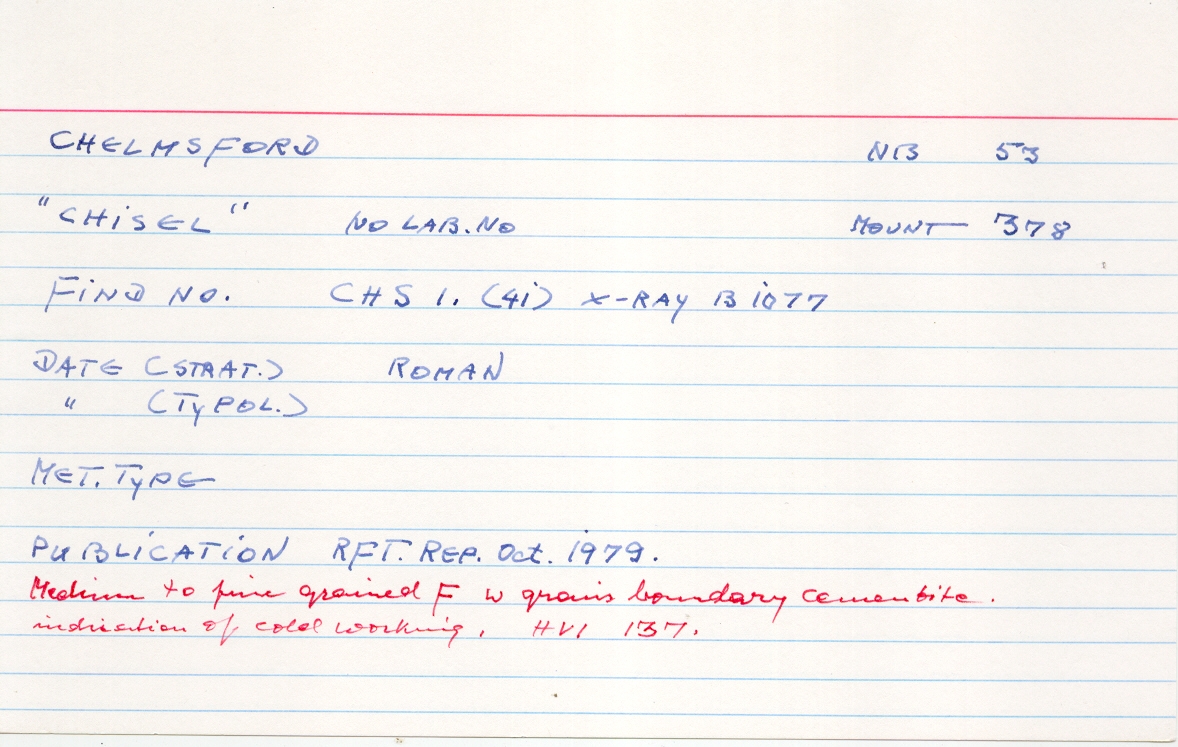 CHELMSFORD NB 53
"CHiSEL" NO LAB. NO MOUNT 378
FiND NO. CHS 1. (4i) X-RAY B 1077
DATE (STRAT.) ROMAN
" (TYPOL.)
MET. TYPE
PUBLiCATiON RFT. REP. Oct. 1979.
Medium to fine grained F w grains boundary cementite.
indication of cold working. HV1 137.